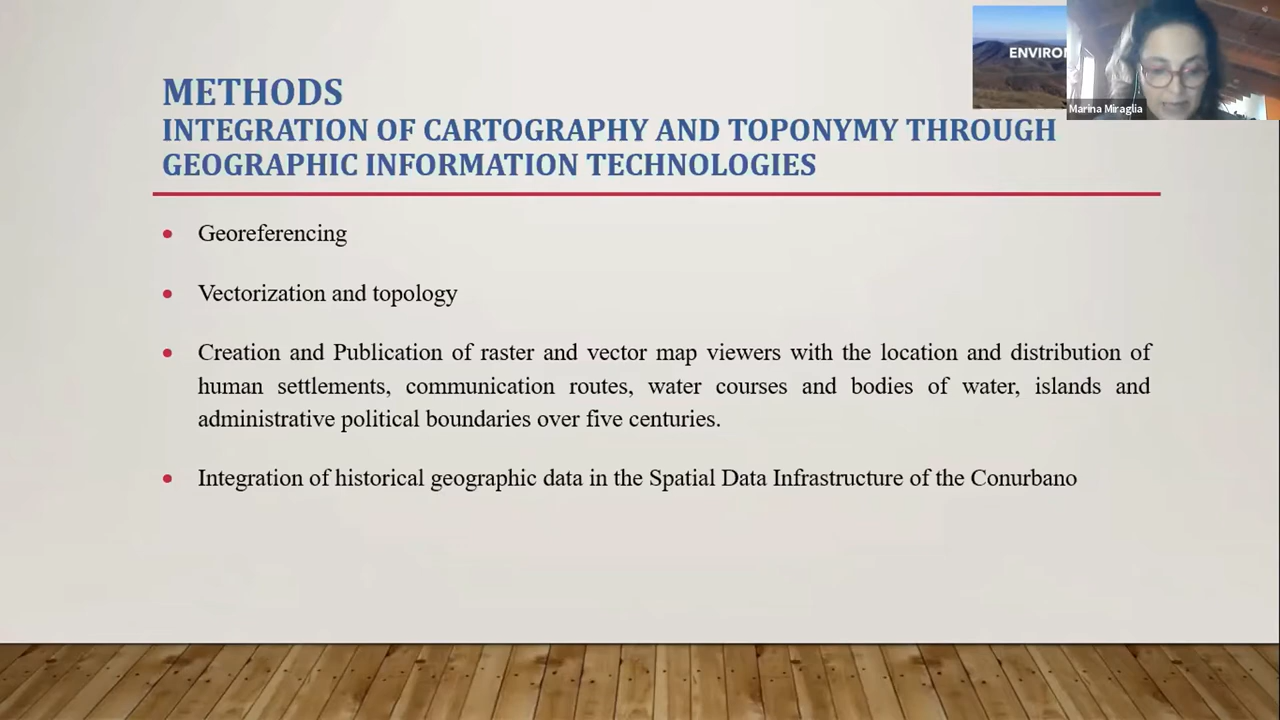 METHODS
INTEGRATION OF CARTOGRAPHY AND TOPONYMY THROUGH
GEOGRAPHIC INFORMATION TECHNOLOGIES
Georeferencing
Vectorization and topology
Creation and Publication of raster and vector map viewers with the location and distribution of
human settlements, communication routes, water courses and bodies of water, islands and
administrative political boundaries over five centuries.
Integration of historical geographic data in the Spatial Data Infrastructure of the Conurbano
Marina Miraglia